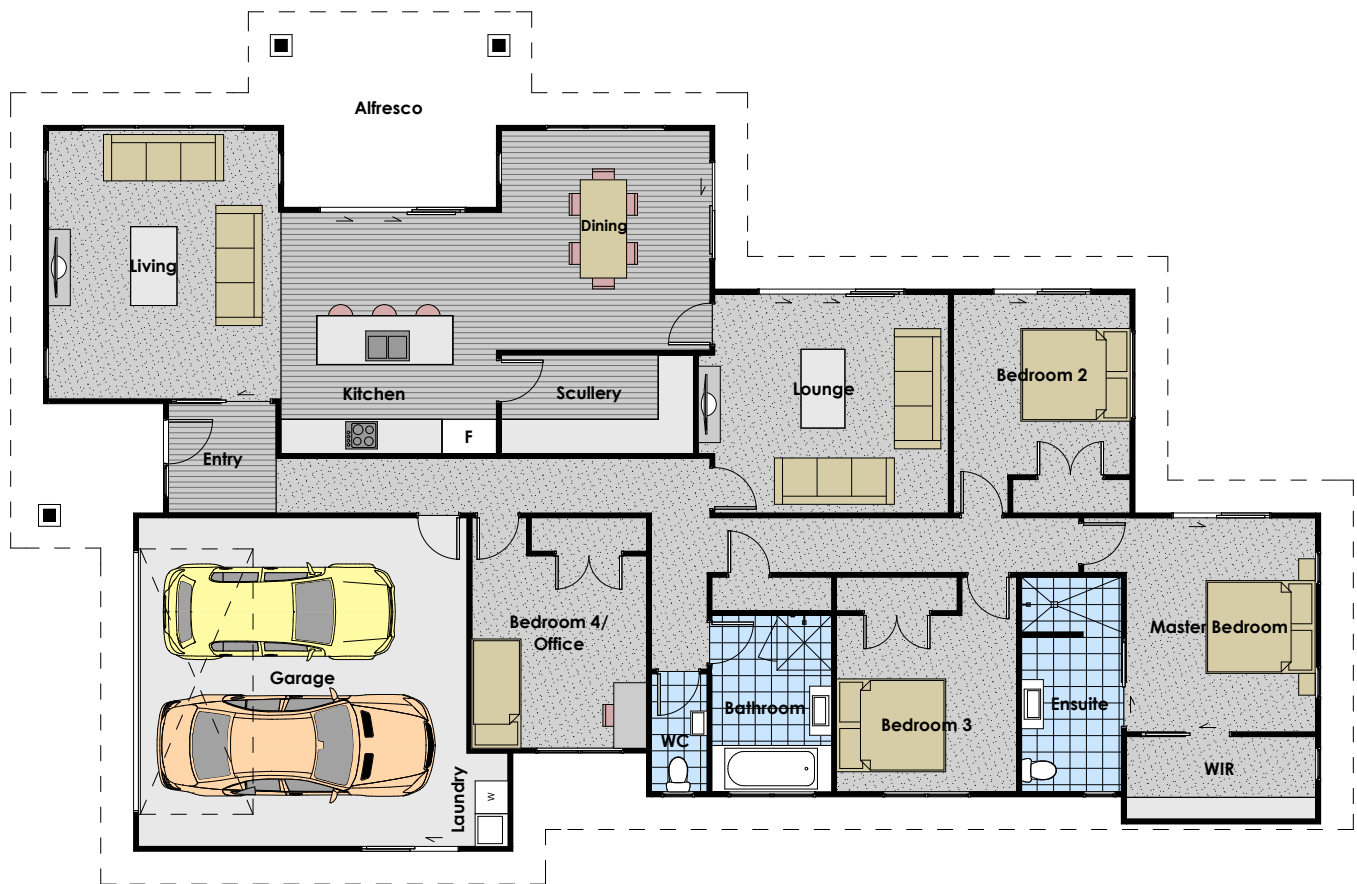 Alfresco
Living
Dining
Kitchen
Scullery
Lounge
Bedroom 2
F
Entry
Bedroom 4/
Office
Master Bedroom
Garage
Bathroom
Ensuite
Bedroom 3
WC
WIR
Laundry
W